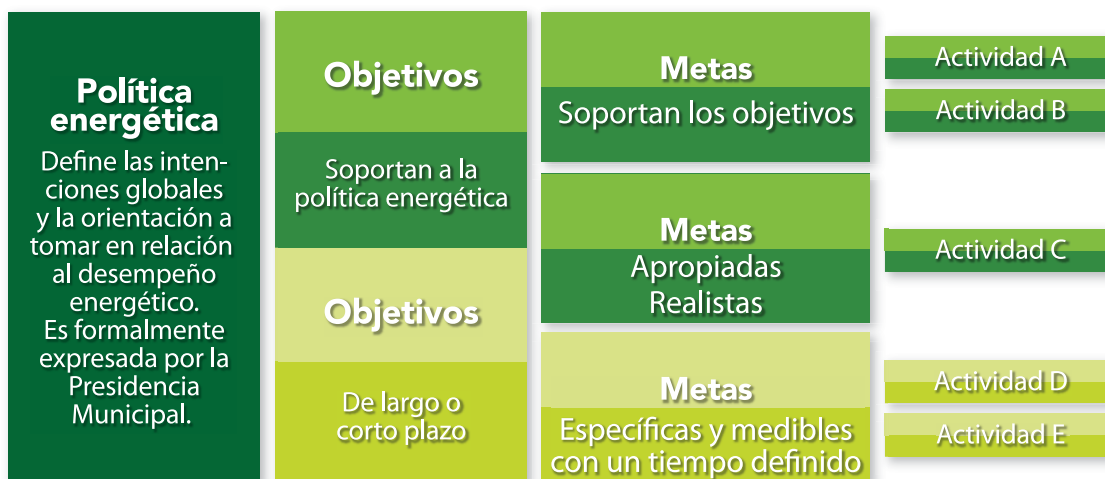 Política
energética
Define las inten-
ciones globales
y la orientación a
tomar en relación
al desempeño
energético.
Es formalmente
expresada por la
Presidencia
Municipal.
Objetivos
Soportan a la
política energética
Objetivos
De largo o
corto plazo
Metas
Soportan los objetivos
Metas
Apropiadas
Realistas
Metas
Específicas y medibles
con un tiempo definido
Actividad A
Actividad B
Actividad C
Actividad D
Actividad E